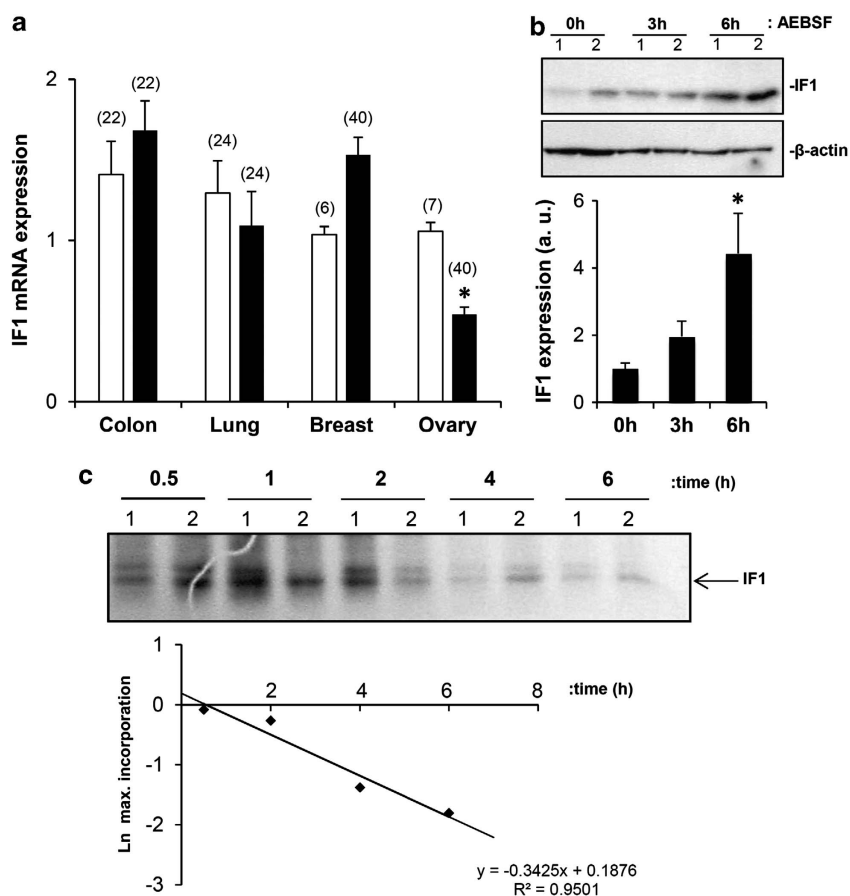 a
IF1 mRNA expression
2
1
0
(22)
(22)
(24)
(24)
(6)
(40)
(7)
(40)
*
Colon
Lung
Breast
Ovary
b
0h 3h 6h : AEBSF
1 2 1 2 1 2
-IF1
-β-actin
IF1 expression (a. u.)
6
4
2
0
*
0h 3h 6h
c
0.5 1 2 4 6 :time (h)
1 2 1 2 1 2 1 2 1 2
IF1
Ln max. incorporation
1
0
-1
-2
-3
2 4 6 8 :time (h)
y = -0.3425x + 0.1876
R² = 0.9501